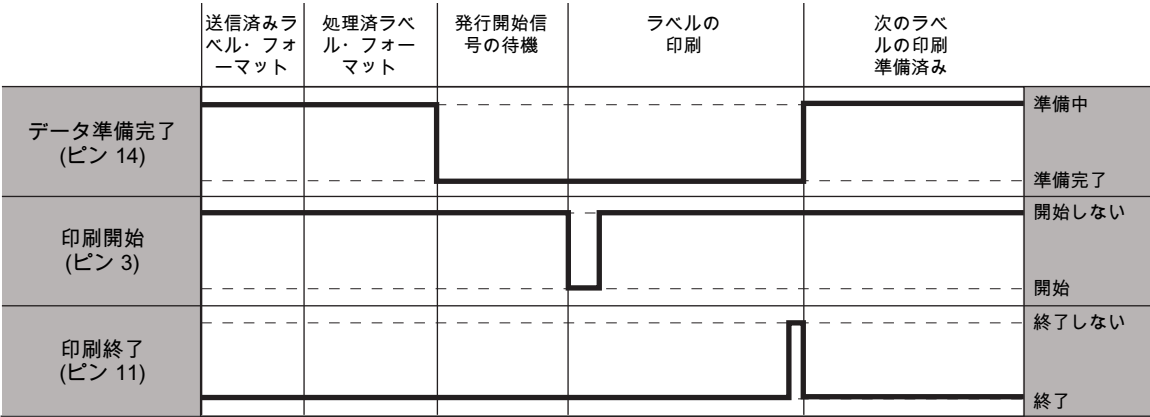 送信済みラ
ベル・フォ
ーマット
処理済ラベ
ル・フォー
マット
発行開始信
号の待機
ラベルの
印刷
次のラベ
ルの印刷
準備済み
データ準備完了
(ピン 14)
準備中
準備完了
印刷開始
(ピン 3)
開始しない
開始
印刷終了
(ピン 11)
終了しない
終了